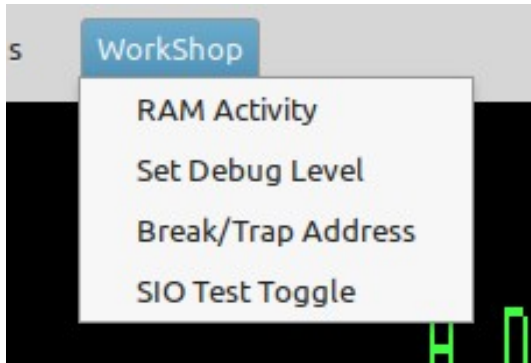 s WorkShop
RAM Activity
Set Debug Level
Break/Trap Address
SIO Test Toggle